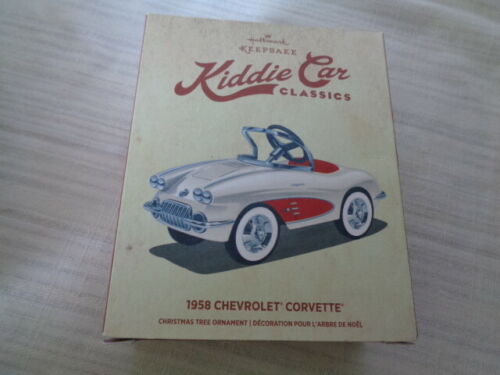 Hallmark
KEEPSAKE
Kiddie Car
CLASSICS
1958 CHEVROLET® CORVETTE®
CHRISTMAS TREE ORNAMENT | DÉCORATION POUR L'ARBRE DE NOËL